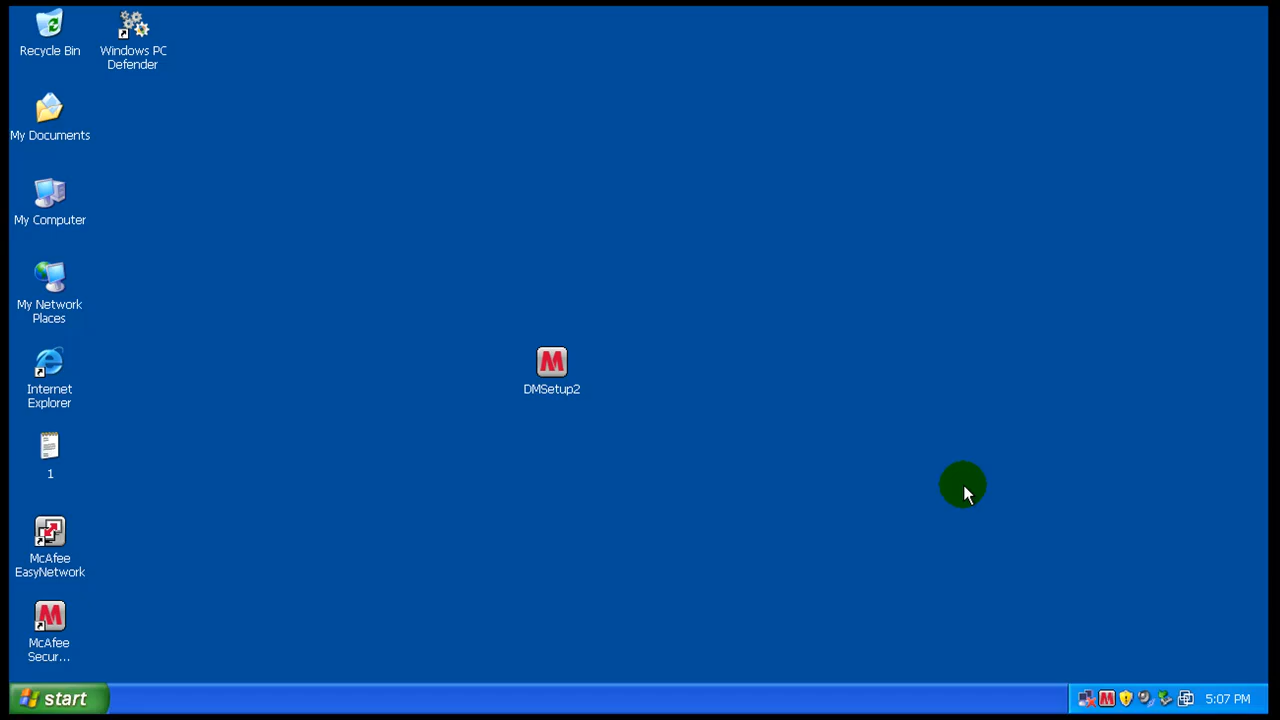 Recycle Bin
Windows PC
Defender
My Documents
My Computer
My Network
Places
Internet
Explorer
1
McAfee
EasyNetwork
McAfee
Secur...
M
DMSetup2
start
M
5:07 PM